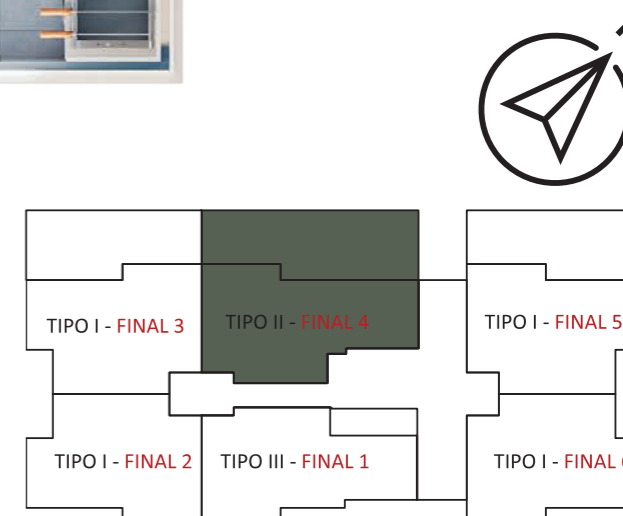 TIPO I - FINAL 3
TIPO II - FINAL 4
TIPO I - FINAL 5
TIPO I - FINAL 2
TIPO III - FINAL 1
TIPO I - FINAL